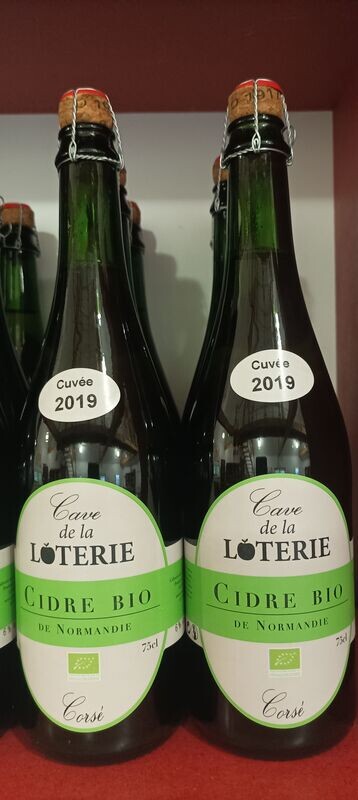 Cuvée
2019
Cave
de la
LOTERIE
CIDRE BIO
DE NORMANDIE
75cl
Corsé
Cuvée
2019
Cave
de la
LOTERIE
CIDRE BIO
DE NORMANDIE
75cl
Corsé